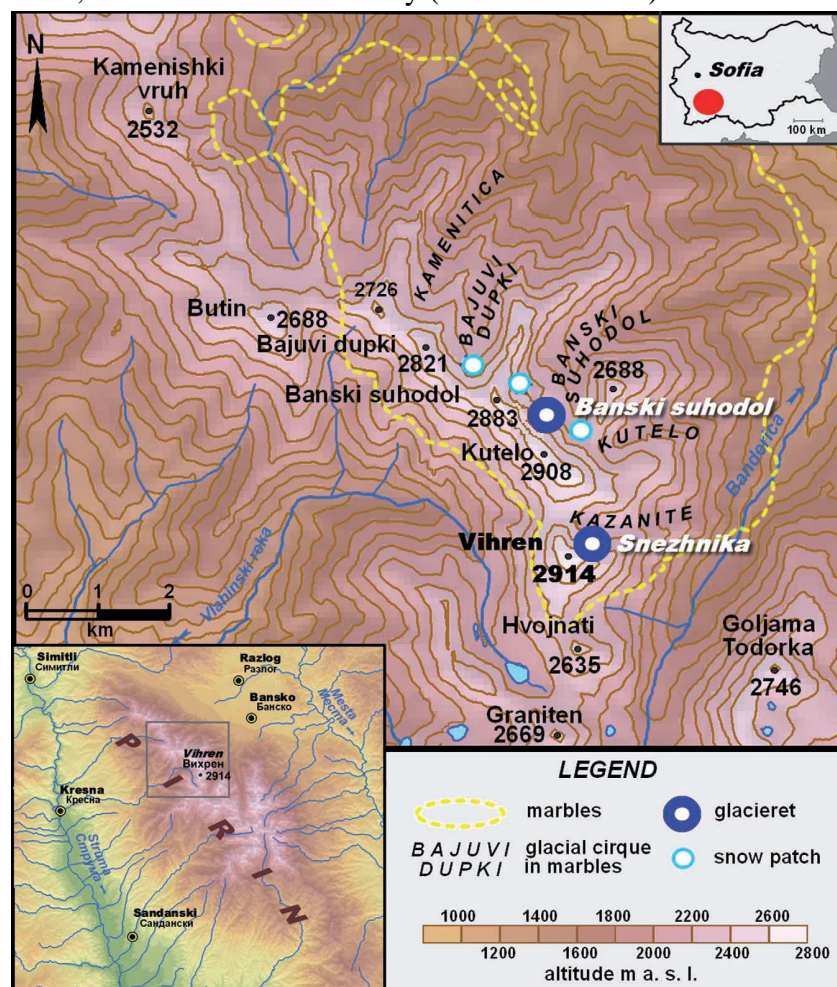 N
Kamenishki
vruh
2532
Sofia
100 km
KAMENITICA
BAJUVI
DUPKI
BANSKI
SUHODOL
2726
Butin
2688
Bajuvi dupki
2821
2688
Banski suhodol
2883
Banski suhodol
KUTELO
Kutelo
2908
Banderica
KAZANITE
Vihren
Snezhnika
2914
0 1 2
km
Vlahinski reka
Hvojnati
2635
Goljama
Todorka
2746
Graniten
2669
Simitli
Симитли
Razlog
Разлог
Bansko
Банско
Mesta
Места
Vihren
Вихрен
2914
PIRIN
Kresna
Кресна
Struma
Струма
Sandanski
Сандански
LEGEND
marbles
glacieret
BAJUVI
DUPKI
glacial cirque
in marbles
snow patch
1000 1400 1800 2200 2600
1200 1600 2000 2400 2800
altitude m a. s. l.